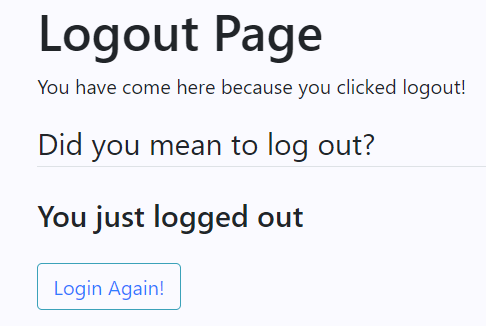 Logout Page
You have come here because you clicked logout!
Did you mean to log out?
You just logged out
Login Again!